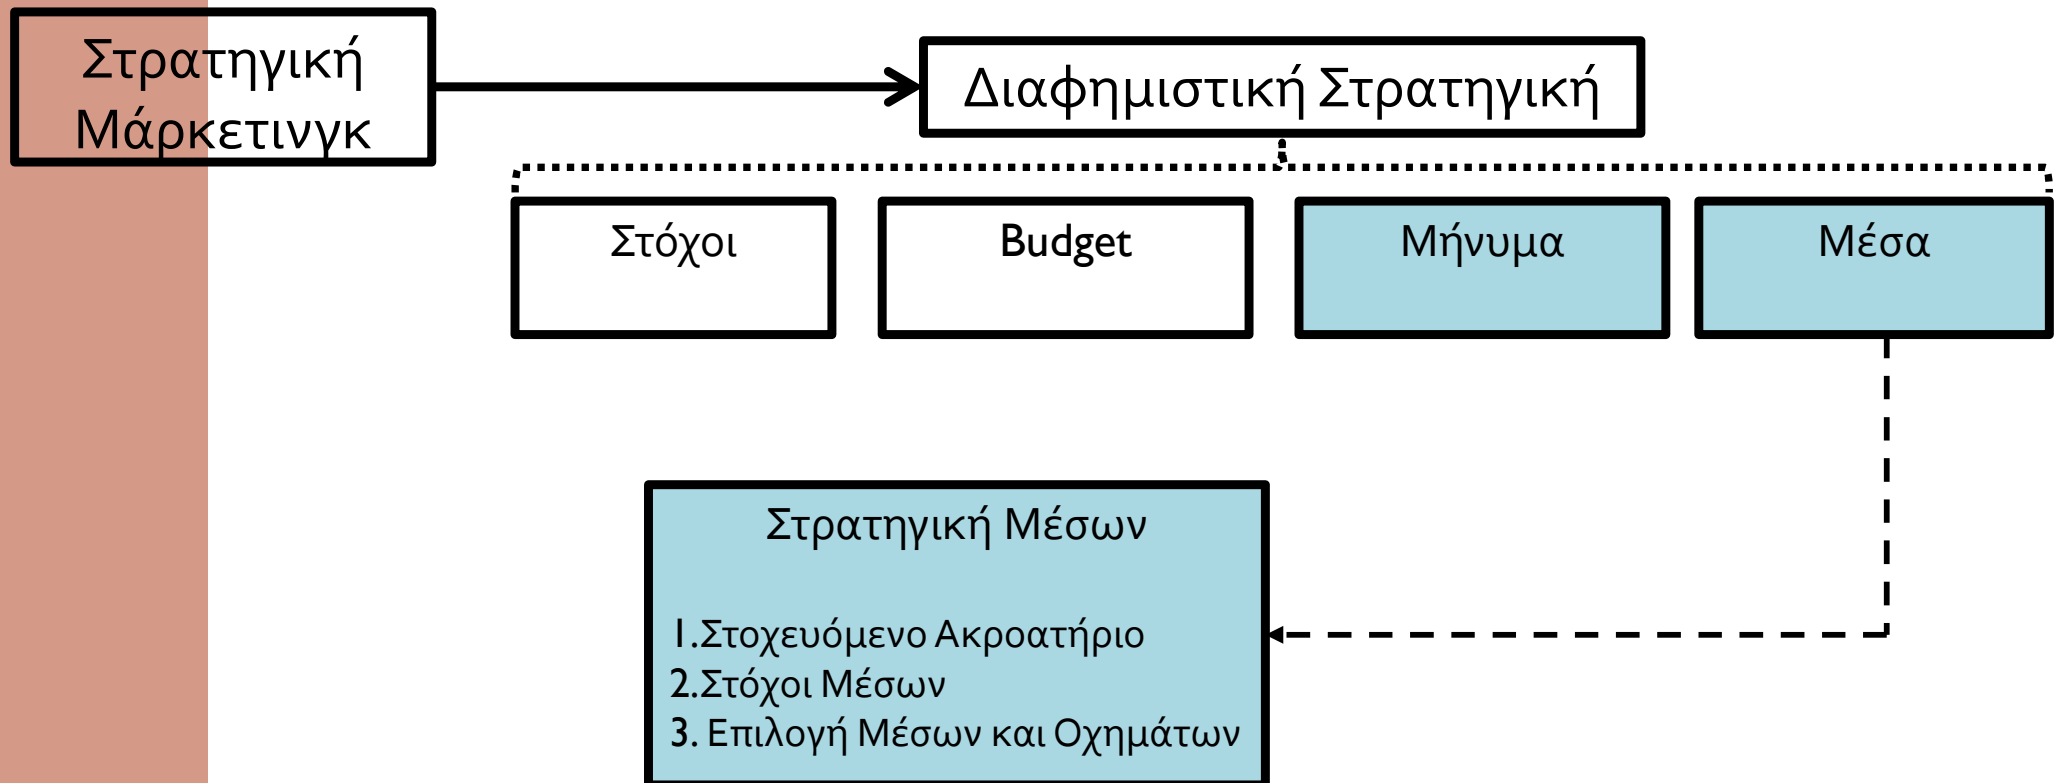 Στρατηγική
Μάρκετινγκ
Διαφημιστική Στρατηγική
Στόχοι
Budget
Μήνυμα
Μέσα
Στρατηγική Μέσων
1.Στοχευόμενο Ακροατήριο
2.Στόχοι Μέσων
3. Επιλογή Μέσων και Οχημάτων